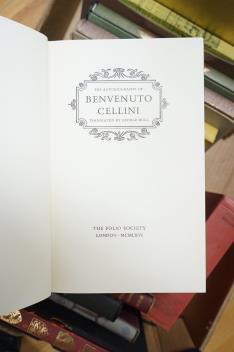 THE AUTOBIOGRAPHY OF
BENVENUTO
CELLINI
TRANSLATED BY GEORGE BULL
THE FOLIO SOCIETY
LONDON · MCMLXVI